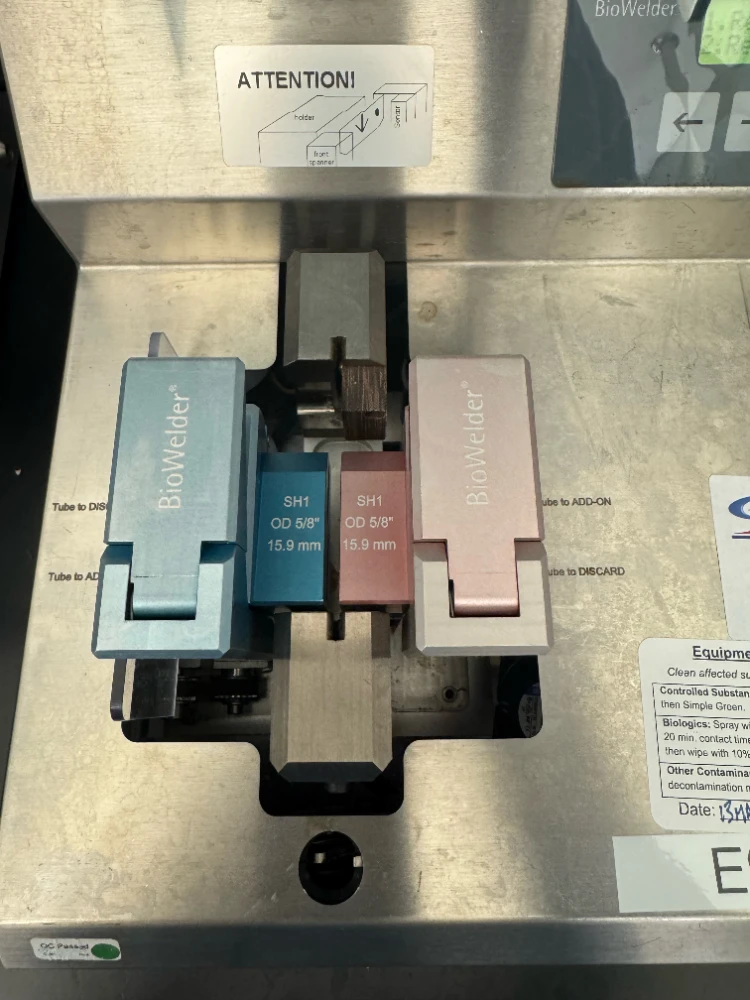 BioWelder
ATTENTION!
holder
Sensor
front
spanner
BioWelder®
BioWelder®
Tube to DIS
ube to ADD-ON
SH1
OD 5/8"
15.9 mm
SH1
OD 5/8"
15.9 mm
Tube to AD
ube to DISCARD
Equipme
Clean affected su
Controlled Substan
then Simple Green.
Biologics: Spray wi
20 min. contact time
then wipe with 10%
Other Contamina
decontamination m
Date: 13MA
QC Passed